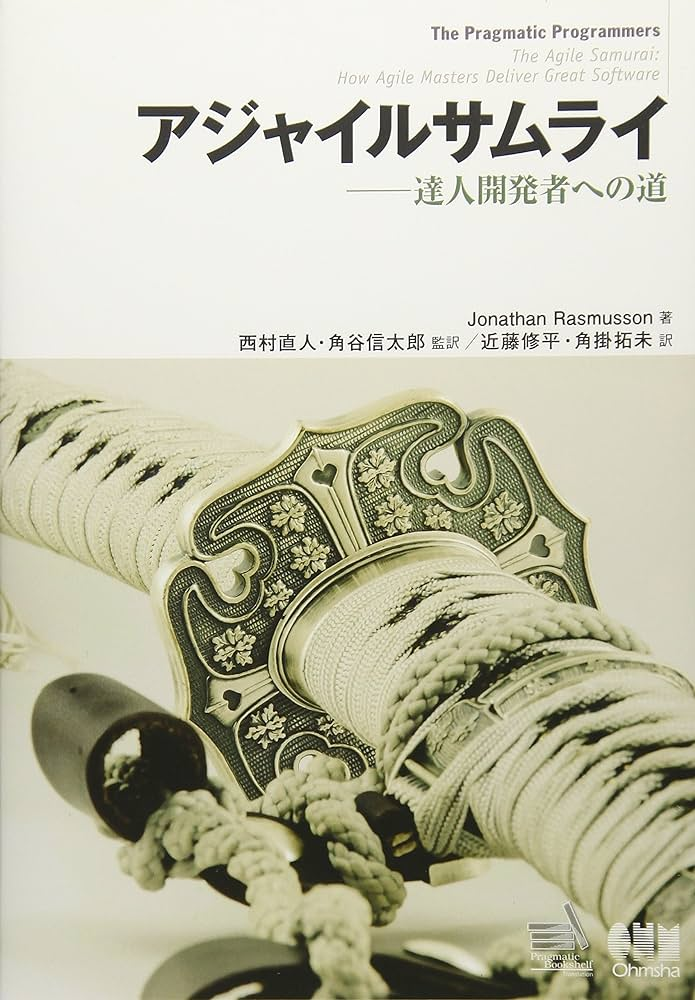 The Pragmatic Programmers
The Agile Samurai:
How Agile Masters Deliver Great Software
アジャイルサムライ
——達人開発者への道
Jonathan Rasmusson 著
西村直人・角谷信太郎 監訳／近藤修平・角掛拓未 訳
Pragmatic
Bookshelf
Translation
OHM
Ohmsha